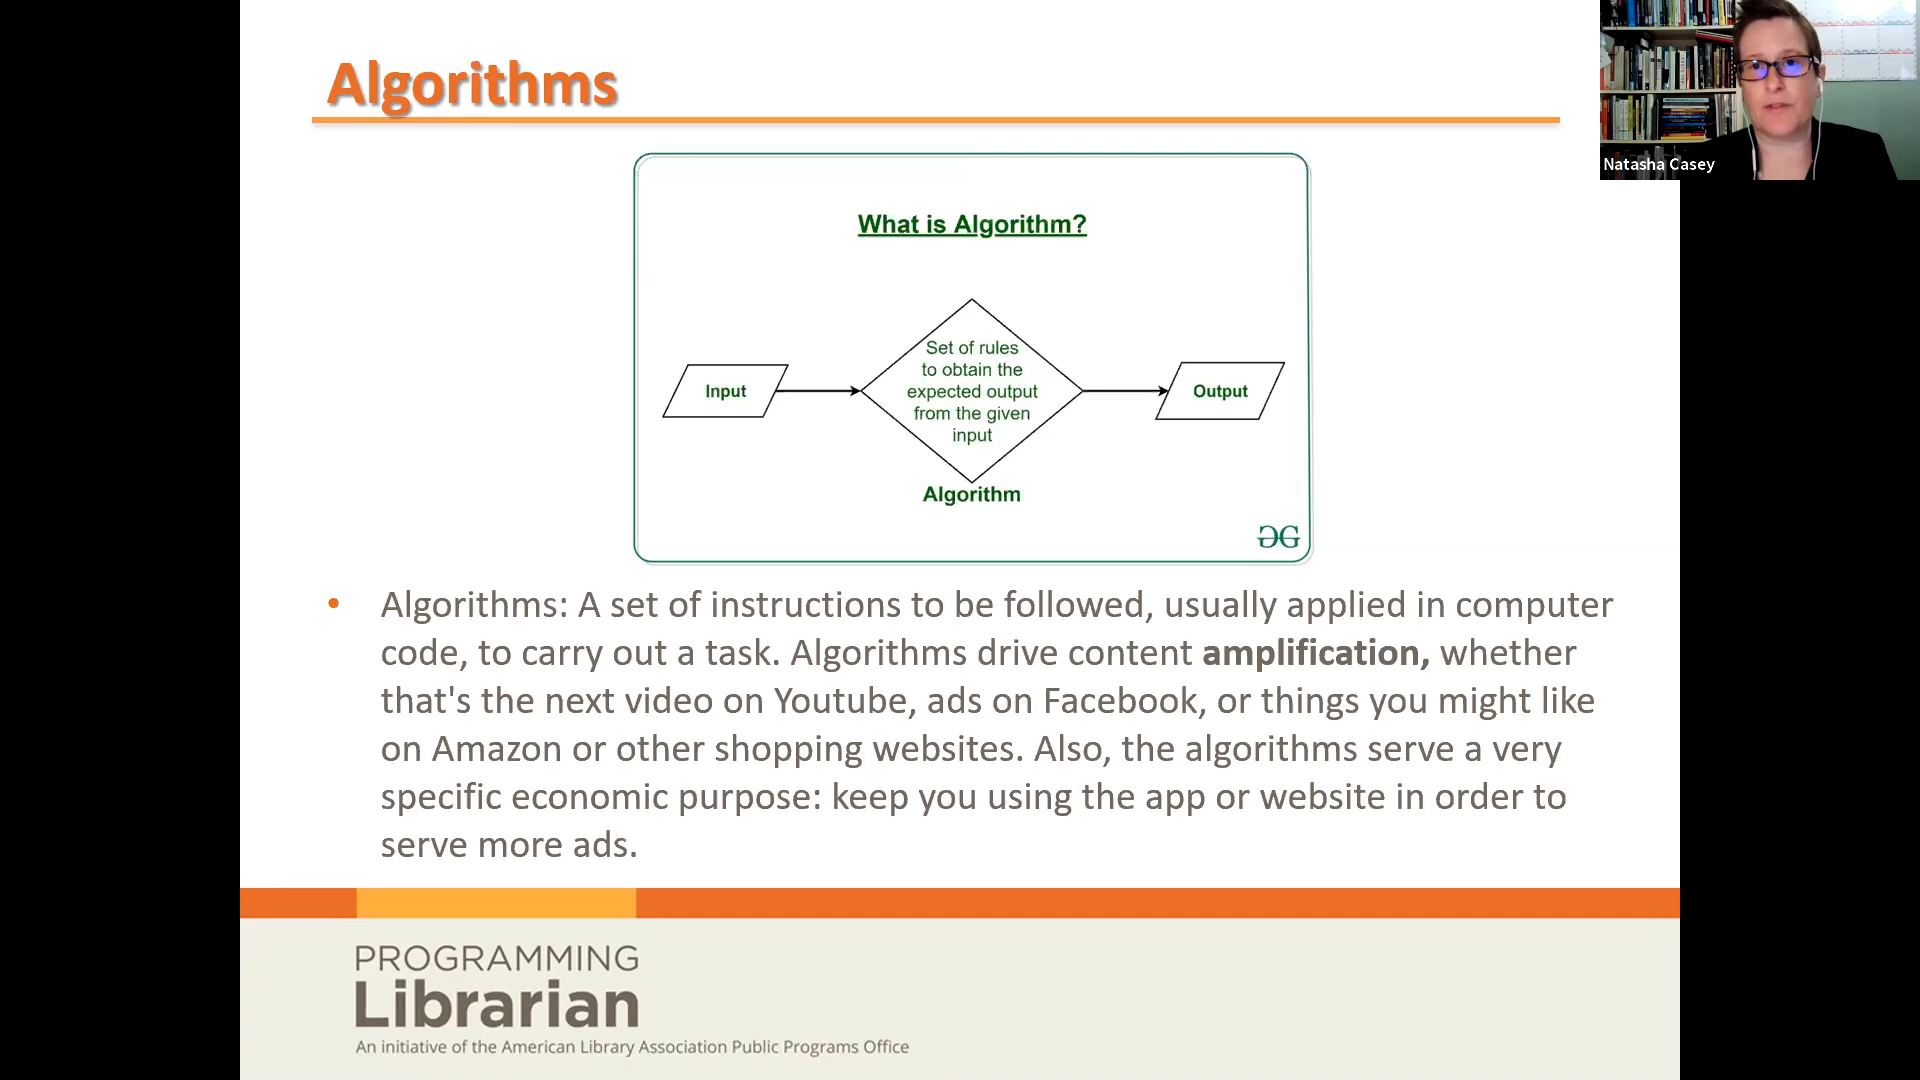 Algorithms
Natasha Casey
What is Algorithm?
Input
Set of rules
to obtain the
expected output
from the given
input
Output
Algorithm
GG
• Algorithms: A set of instructions to be followed, usually applied in computer
code, to carry out a task. Algorithms drive content amplification, whether
that's the next video on Youtube, ads on Facebook, or things you might like
on Amazon or other shopping websites. Also, the algorithms serve a very
specific economic purpose: keep you using the app or website in order to
serve more ads.
PROGRAMMING
Librarian
An initiative of the American Library Association Public Programs Office